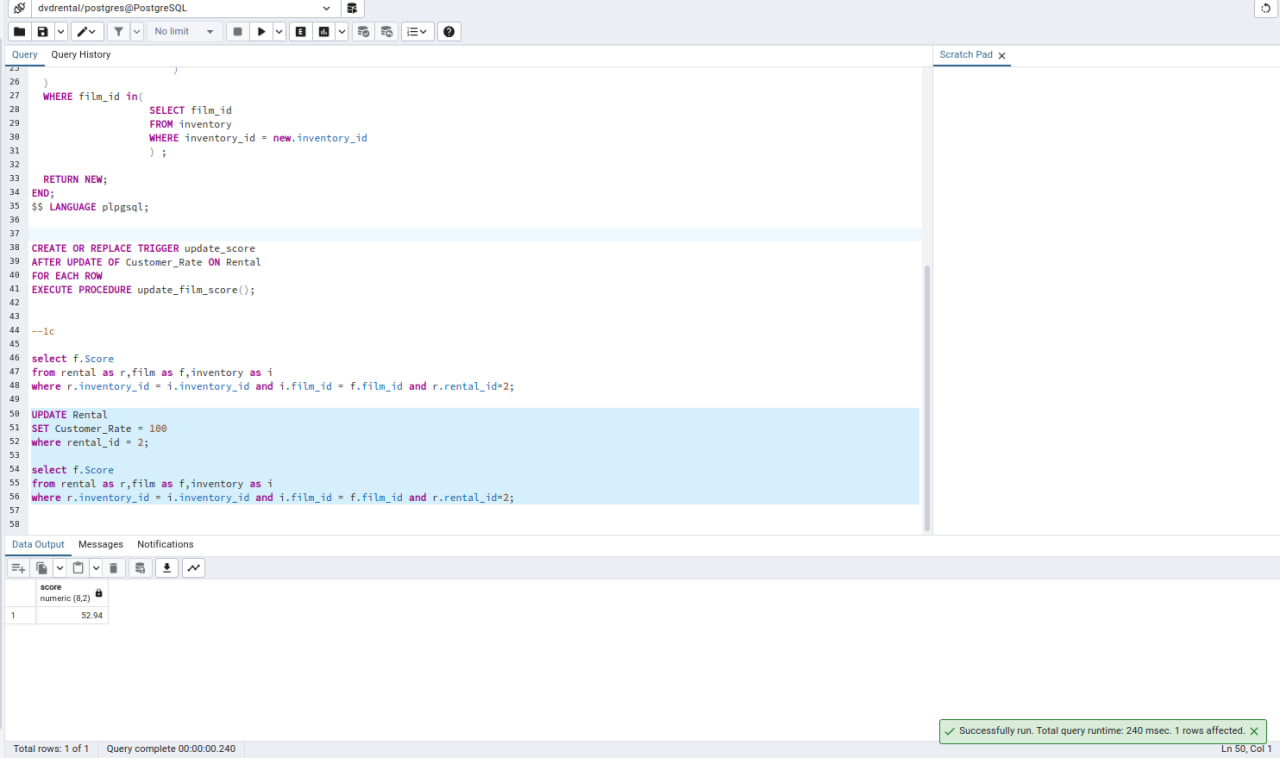 dvdrental/postgres@PostgreSQL
No limit
Query Query History
Scratch Pad
25 )
26 )
27 WHERE film_id in(
28 SELECT film_id
29 FROM inventory
30 WHERE inventory_id = new.inventory_id
31 ) ;
32
33 RETURN NEW;
34 END;
35 $$ LANGUAGE plpgsql;
36
37
38 CREATE OR REPLACE TRIGGER update_score
39 AFTER UPDATE OF Customer_Rate ON Rental
40 FOR EACH ROW
41 EXECUTE PROCEDURE update_film_score();
42
43
44 --1c
45
46 select f.Score
47 from rental as r,film as f,inventory as i
48 where r.inventory_id = i.inventory_id and i.film_id = f.film_id and r.rental_id=2;
49
50 UPDATE Rental
51 SET Customer_Rate = 100
52 where rental_id = 2;
53
54 select f.Score
55 from rental as r,film as f,inventory as i
56 where r.inventory_id = i.inventory_id and i.film_id = f.film_id and r.rental_id=2;
57
58
Data Output Messages Notifications
score
numeric (8,2)
1 52.94
Successfully run. Total query runtime: 240 msec. 1 rows affected.
Total rows: 1 of 1 Query complete 00:00:00.240 Ln 50, Col 1